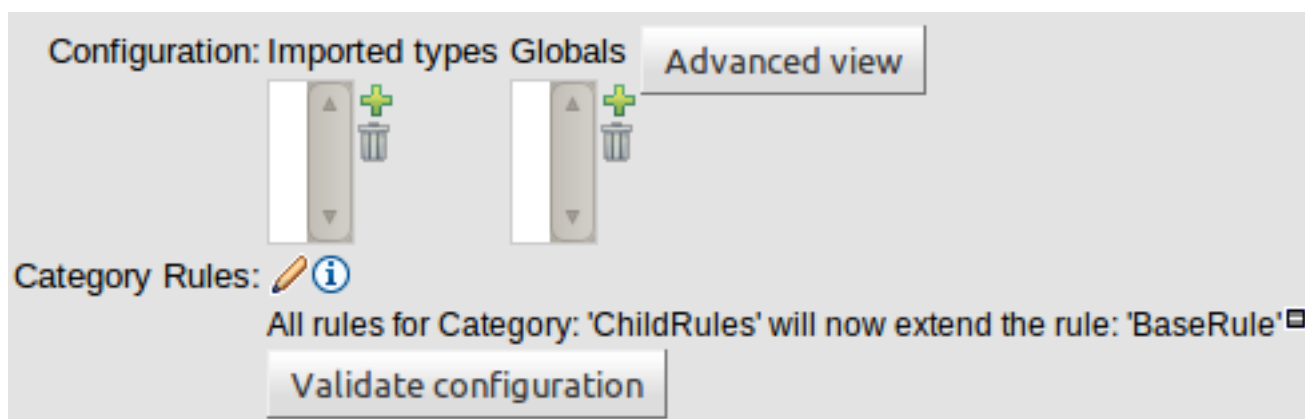 Configuration: Imported types Globals Advanced view
Category Rules:
All rules for Category: 'ChildRules' will now extend the rule: 'BaseRule'
Validate configuration